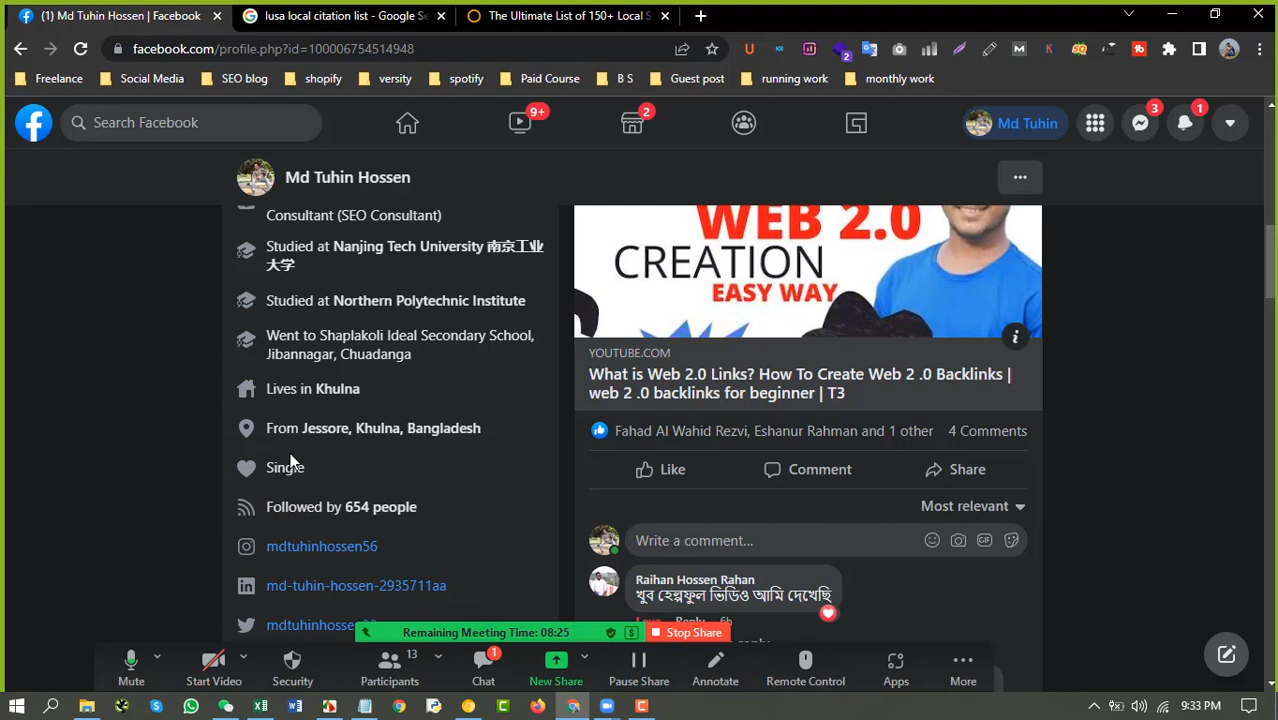 (1) Md Tuhin Hossen | Facebook
lusa local citation list - Google Se
The Ultimate List of 150+ Local S
facebook.com/profile.php?id=100006754514948
2
Freelance
Social Media
SEO blog
shopify
versity
spotify
Paid Course
B S
Guest post
running work
monthly work
Search Facebook
9+
2
Md Tuhin
3
1
Md Tuhin Hossen
Consultant (SEO Consultant)
Studied at Nanjing Tech University 南京工业
大学
Studied at Northern Polytechnic Institute
Went to Shaplakoli Ideal Secondary School,
Jibannagar, Chuadanga
Lives in Khulna
From Jessore, Khulna, Bangladesh
Single
Followed by 654 people
mdtuhinhossen56
md-tuhin-hossen-2935711aa
WEB 2.0
CREATION
EASY WAY
YOUTUBE.COM
What is Web 2.0 Links? How To Create Web 2 .0 Backlinks |
web 2 .0 backlinks for beginner | T3
Fahad Al Wahid Rezvi, Eshanur Rahman and 1 other
4 Comments
Like
Comment
Share
Most relevant
Write a comment...
GIF
Raihan Hossen Rahan
খুব হেল্পফুল ভিডিও আমি দেখেছি
Remaining Meeting Time: 08:25
Stop Share
Mute
Start Video
Security
Participants
13
Chat
1
New Share
Pause Share
Annotate
Remote Control
Apps
More
9:33 PM